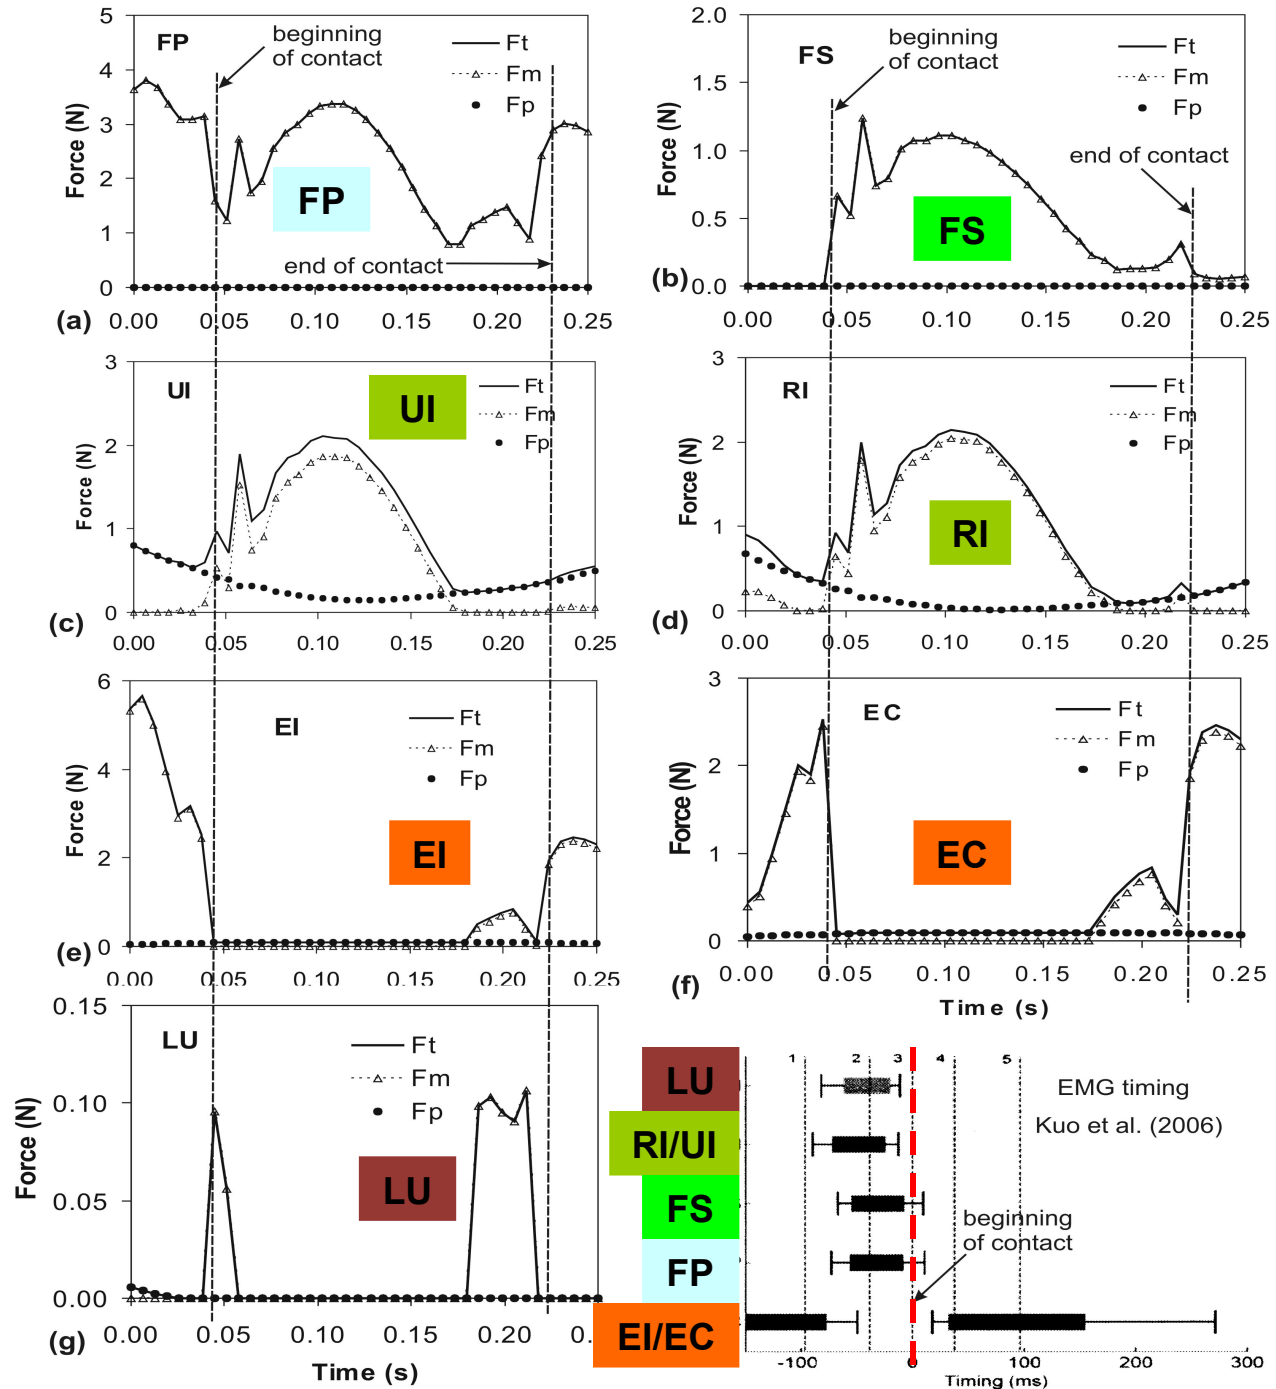 5
4
3
2
1
0
Force (N)
FP
beginning
of contact
Ft
Fm
Fp
FP
end of contact
(a)
0.00 0.05 0.10 0.15 0.20 0.25
2.0
1.5
1.0
0.5
0.0
Force (N)
FS
beginning
of contact
Ft
Fm
Fp
end of contact
FS
(b)
0.00 0.05 0.10 0.15 0.20 0.25
3
2
1
0
Force (N)
UI
UI
Ft
Fm
Fp
(c)
0.00 0.05 0.10 0.15 0.20 0.25
3
2
1
0
Force (N)
RI
Ft
Fm
Fp
RI
(d)
0.00 0.05 0.10 0.15 0.20 0.25
6
4
2
0
Force (N)
EI
Ft
Fm
Fp
EI
(e)
0.00 0.05 0.10 0.15 0.20 0.25
3
2
1
0
Force (N)
EC
Ft
Fm
Fp
EC
(f)
0.00 0.05 0.10 0.15 0.20 0.25
Time (s)
0.15
0.10
0.05
0.00
Force (N)
LU
Ft
Fm
Fp
LU
(g)
0.00 0.05 0.10 0.15 0.20
Time (s)
1 2 3 4 5
LU
RI/UI
FS
FP
EI/EC
EMG timing
Kuo et al. (2006)
beginning
of contact
-100 0 100 200 300
Timing (ms)